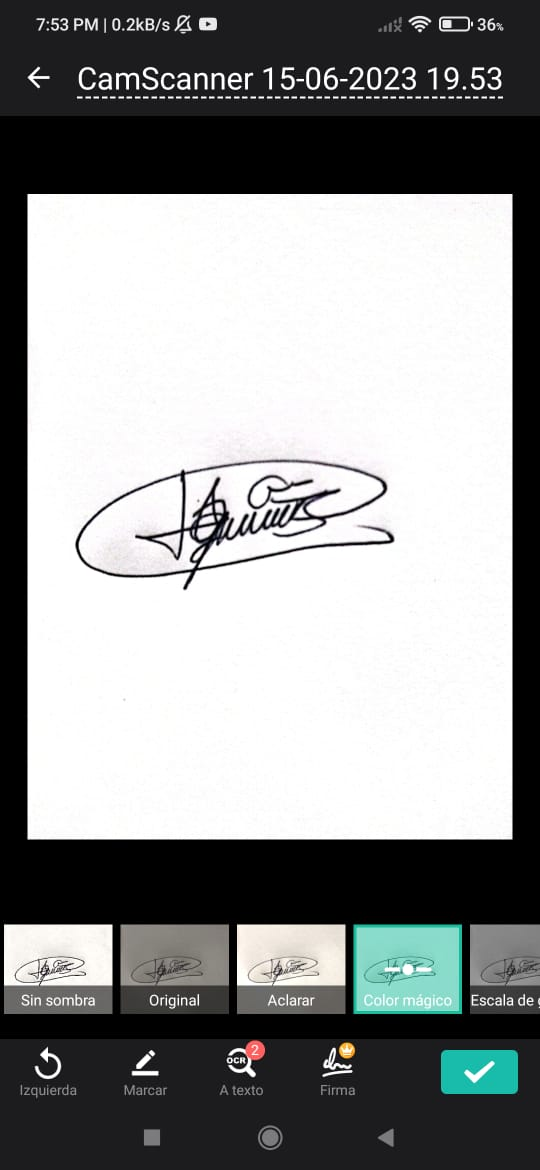 7:53 PM | 0.2kB/s
36%
CamScanner 15-06-2023 19.53
Sin sombra
Original
Aclarar
Color mágico
Escala de
Izquierda
Marcar
OCR
2
A texto
Firma